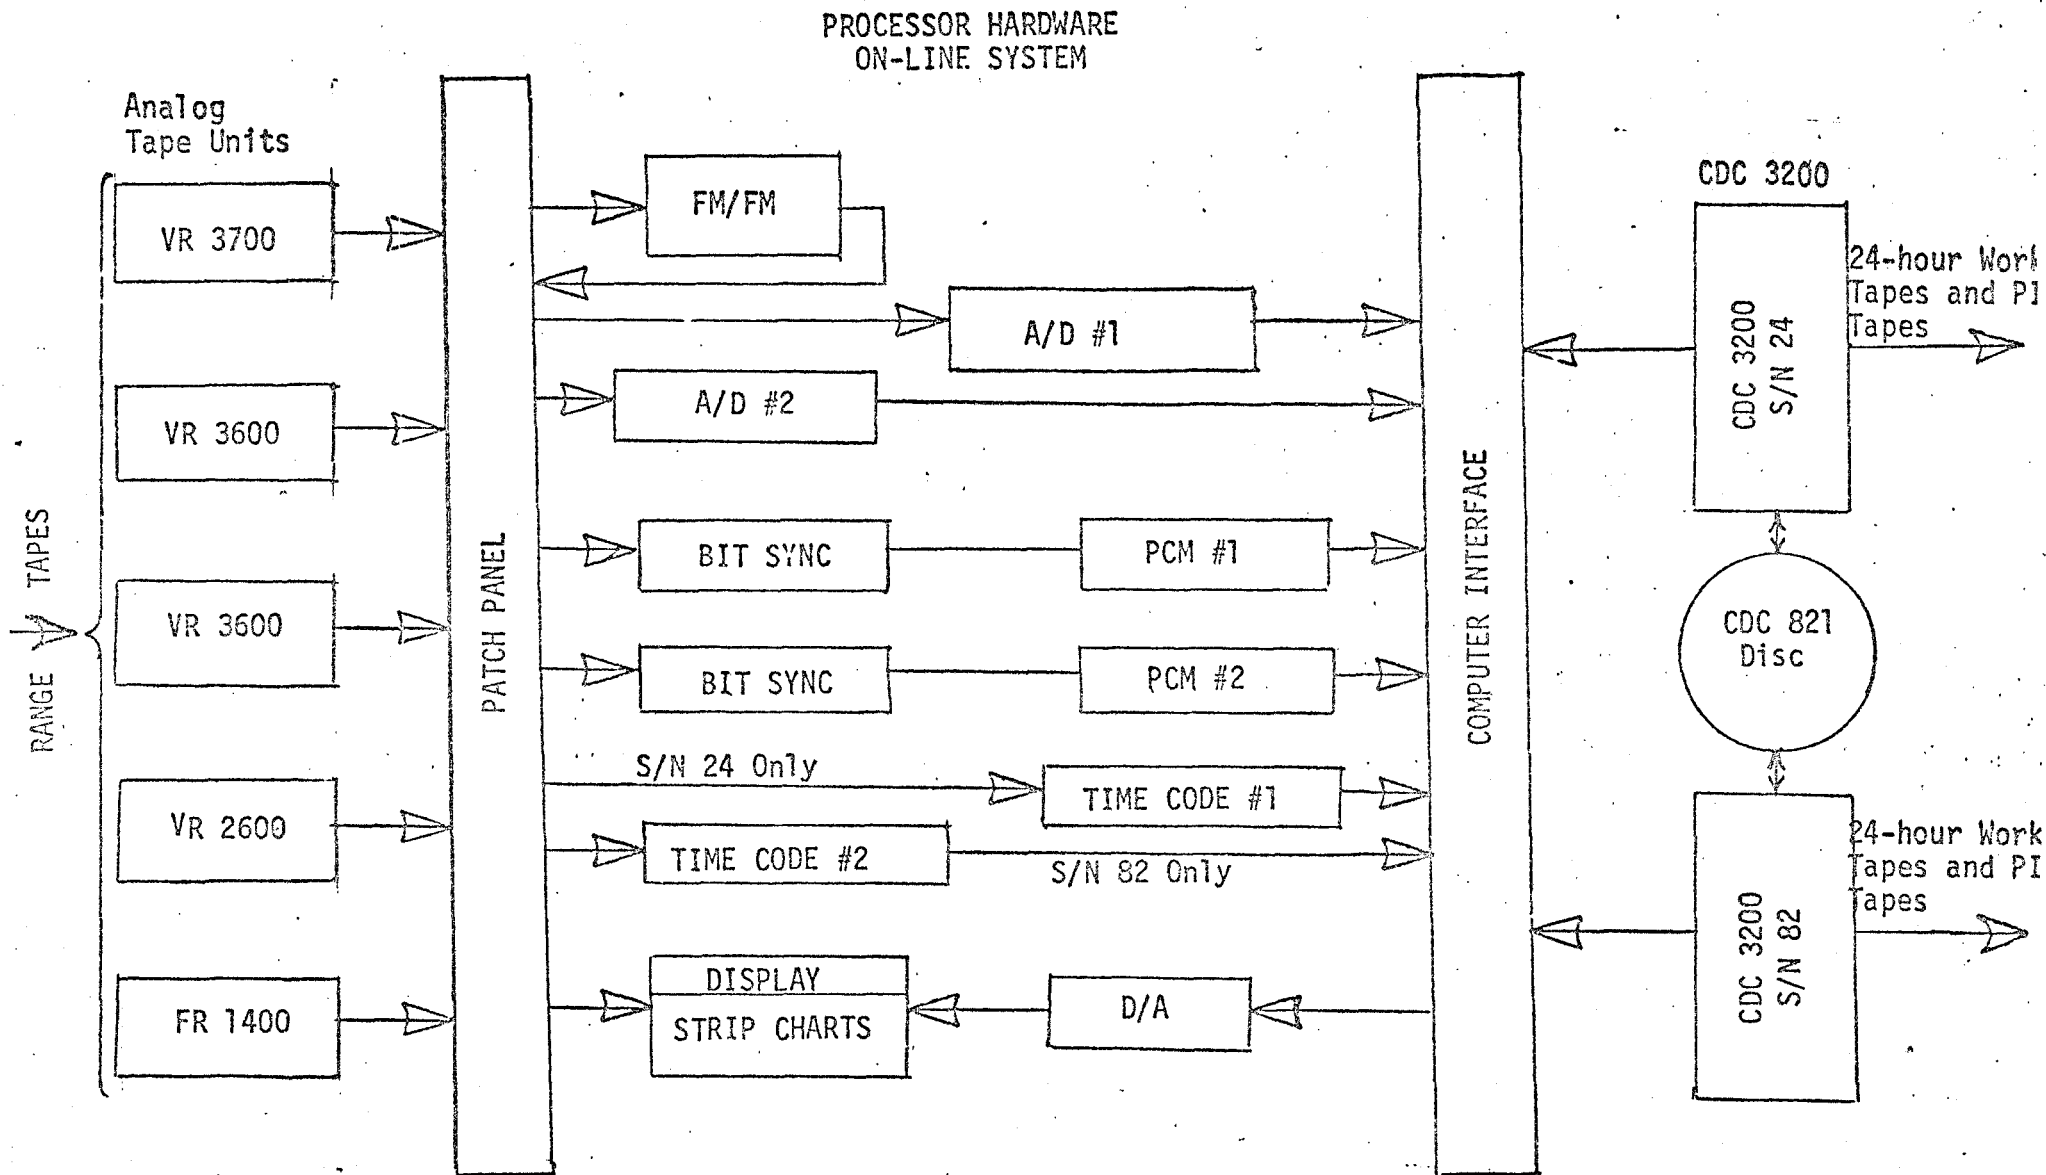 PROCESSOR HARDWARE
ON-LINE SYSTEM
Analog
Tape Units
RANGE TAPES
VR 3700
VR 3600
VR 3600
VR 2600
FR 1400
PATCH PANEL
FM/FM
A/D #1
A/D #2
BIT SYNC
PCM #1
BIT SYNC
PCM #2
S/N 24 Only
TIME CODE #1
TIME CODE #2
S/N 82 Only
DISPLAY
STRIP CHARTS
D/A
COMPUTER INTERFACE
CDC 3200
CDC 3200
S/N 24
24-hour Work
Tapes and PI
Tapes
CDC 821
Disc
CDC 3200
S/N 82
24-hour Work
Tapes and PI
Tapes